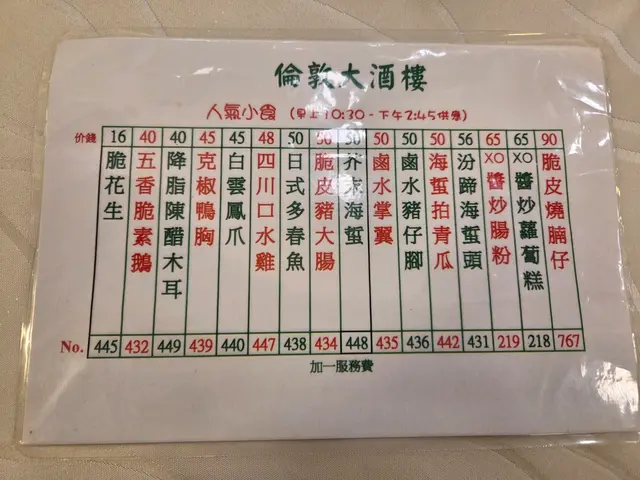 倫敦大酒樓
人氣小食 (早上10:30 - 下午2:45供應)
价錢 16 40 40 45 45 48 50 50 50 50 50 50 56 65 65 90
脆花生
五香脆素鵝
降脂陳醋木耳
克椒鴨胸
白雲鳳爪
四川口水雞
日式多春魚
脆皮豬大腸
芥末海蜇
鹵水掌翼
鹵水豬仔腳
海蜇拍青瓜
汾蹄海蜇頭
XO醬炒腸粉
XO醬炒蘿蔔糕
脆皮燒腩仔
No. 445 432 449 439 440 447 438 434 448 435 436 442 431 219 218 767
加一服務費